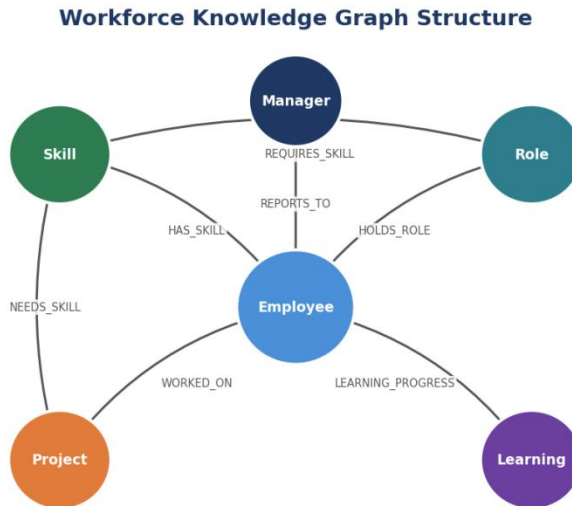 Workforce Knowledge Graph Structure
Manager
Skill
Role
REQUIRES_SKILL
REPORTS_TO
HAS_SKILL
HOLDS_ROLE
NEEDS_SKILL
Employee
WORKED_ON
LEARNING_PROGRESS
Project
Learning